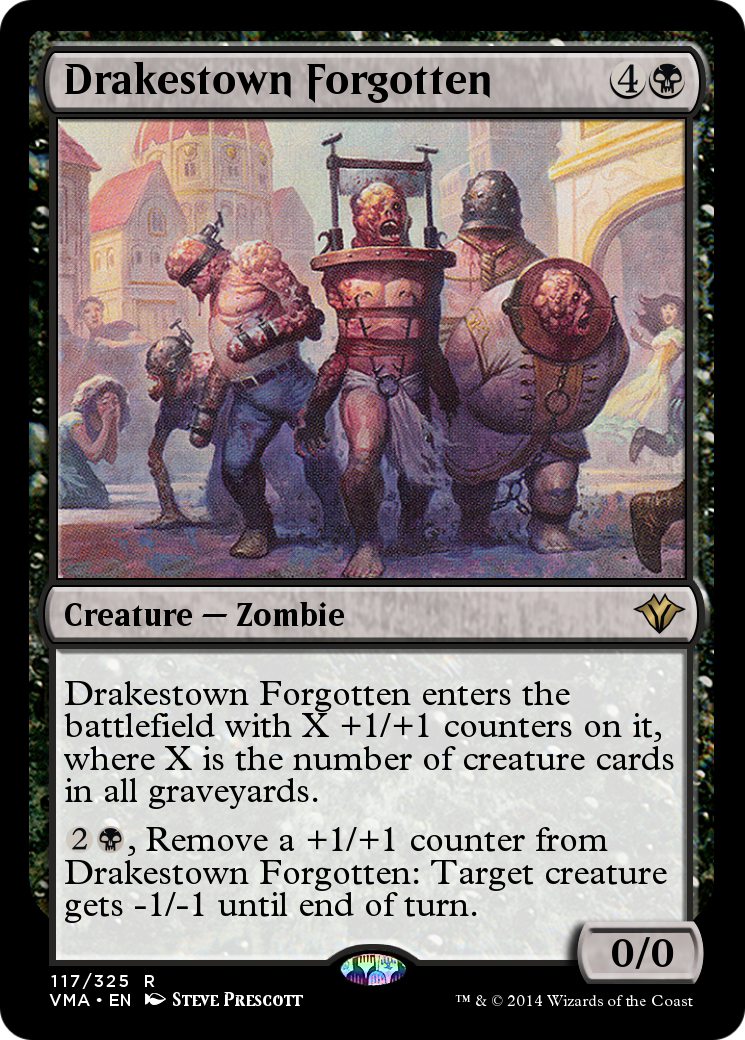 Drakestown Forgotten 4
Creature — Zombie
Drakestown Forgotten enters the
battlefield with X +1/+1 counters on it,
where X is the number of creature cards
in all graveyards.
2 , Remove a +1/+1 counter from
Drakestown Forgotten: Target creature
gets -1/-1 until end of turn.
0/0
117/325 R
VMA • EN Steve Prescott
™ & © 2014 Wizards of the Coast